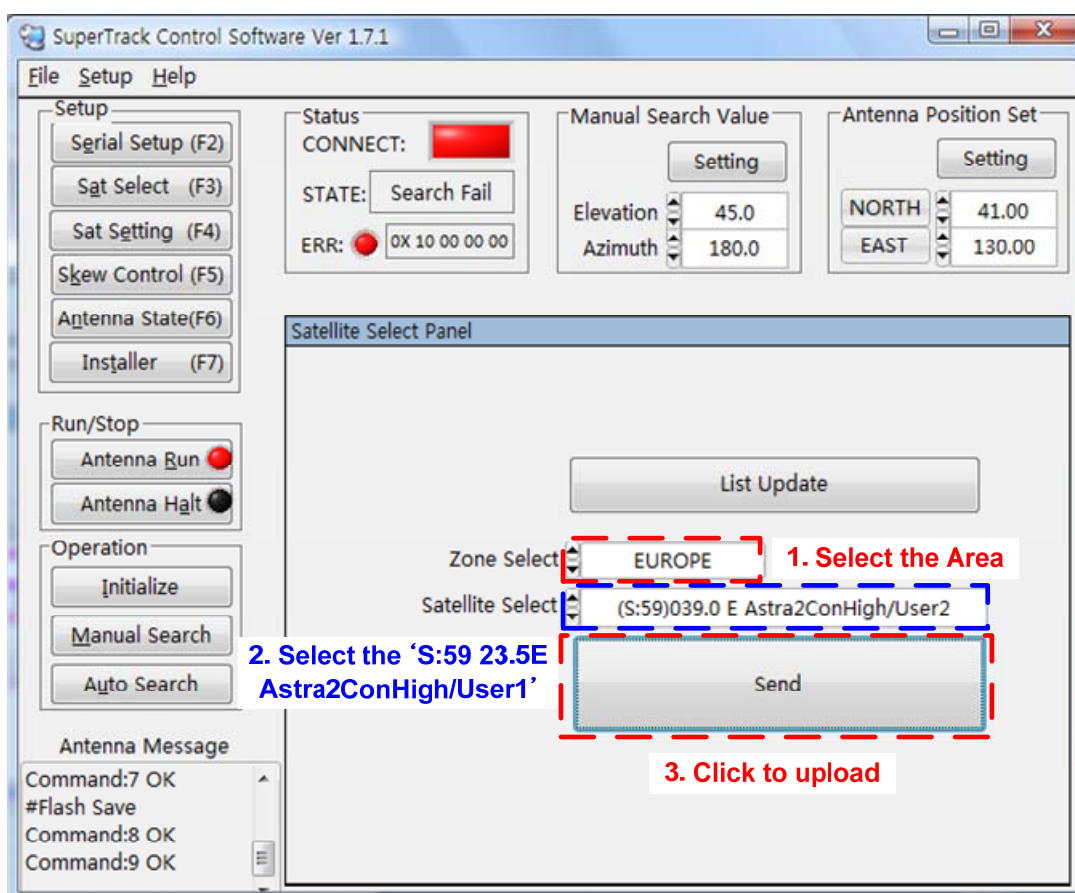 SuperTrack Control Software Ver 1.7.1
File Setup Help
Setup
Serial Setup (F2)
Sat Select (F3)
Sat Setting (F4)
Skew Control (F5)
Antenna State(F6)
Installer (F7)
Run/Stop
Antenna Run
Antenna Halt
Operation
Initialize
Manual Search
Auto Search
Antenna Message
Command:7 OK
#Flash Save
Command:8 OK
Command:9 OK
Status
CONNECT:
STATE: Search Fail
ERR: 0X 10 00 00 00
Manual Search Value
Setting
Elevation 45.0
Azimuth 180.0
Antenna Position Set
Setting
NORTH 41.00
EAST 130.00
Satellite Select Panel
List Update
Zone Select EUROPE
1. Select the Area
Satellite Select (S:59)039.0 E Astra2ConHigh/User2
2. Select the ‘S:59 23.5E
Astra2ConHigh/User1’
Send
3. Click to upload